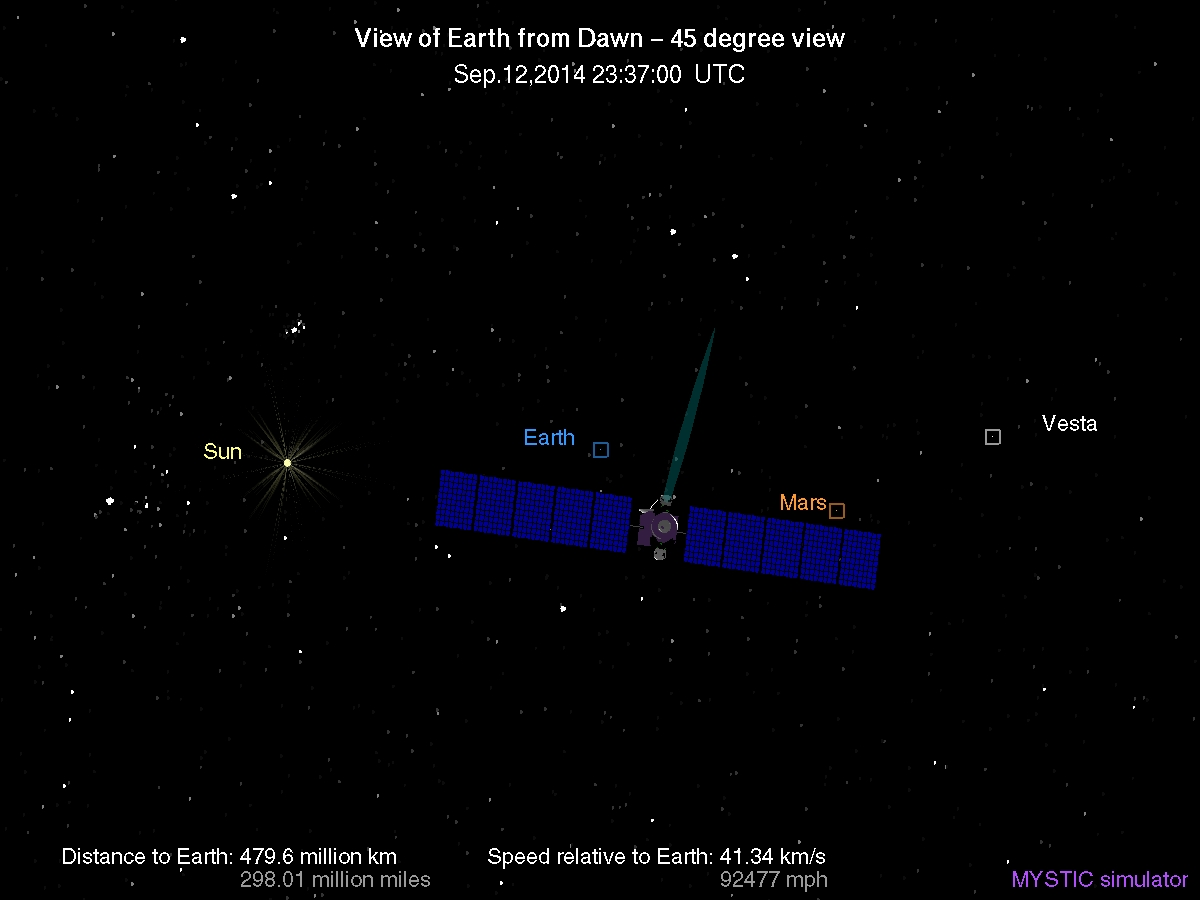 View of Earth from Dawn – 45 degree view
Sep.12,2014 23:37:00 UTC
Vesta
Earth
Sun
Mars
Distance to Earth: 479.6 million km
298.01 million miles
Speed relative to Earth: 41.34 km/s
92477 mph
MYSTIC simulator